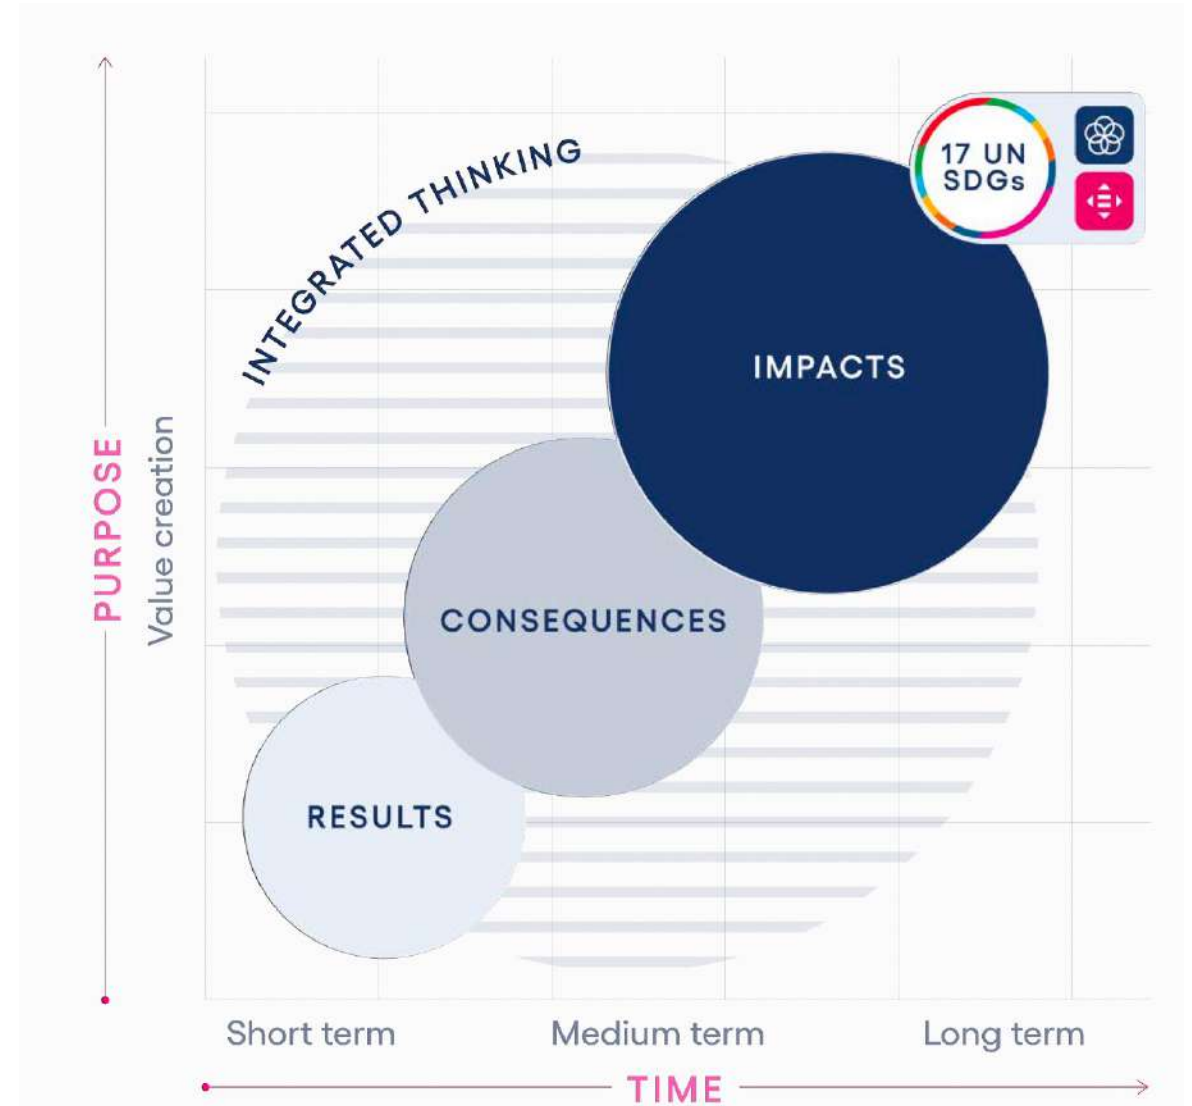 INTEGRATED THINKING
17 UN
SDGs
IMPACTS
CONSEQUENCES
RESULTS
PURPOSE
Value creation
Short term
Medium term
Long term
TIME